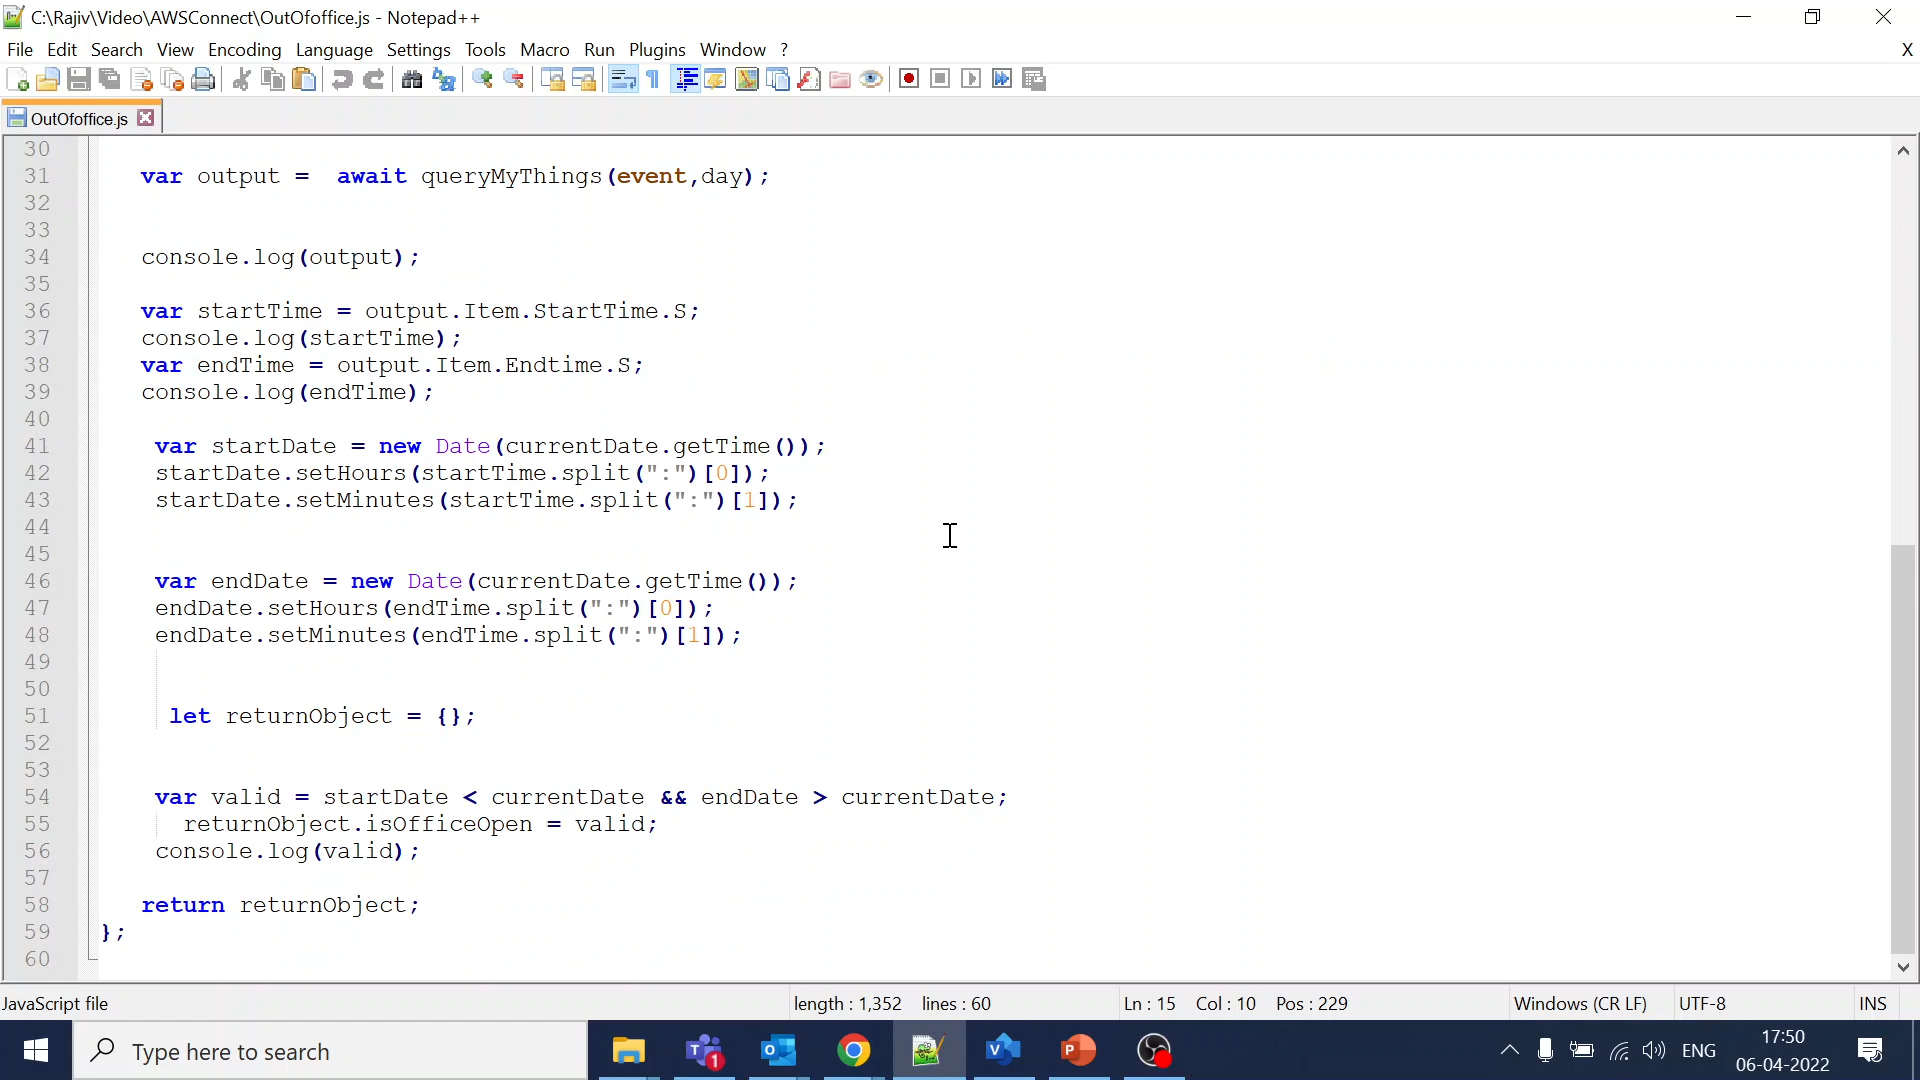 C:\Rajiv\Video\AWSConnect\OutOfoffice.js - Notepad++
File Edit Search View Encoding Language Settings Tools Macro Run Plugins Window ? X
OutOfoffice.js
30
31 var output =  await queryMyThings(event,day);
32
33
34 console.log(output);
35
36 var startTime = output.Item.StartTime.S;
37 console.log(startTime);
38 var endTime = output.Item.Endtime.S;
39 console.log(endTime);
40
41 var startDate = new Date(currentDate.getTime());
42 startDate.setHours(startTime.split(":")[0]);
43 startDate.setMinutes(startTime.split(":")[1]);
44
45
46 var endDate = new Date(currentDate.getTime());
47 endDate.setHours(endTime.split(":")[0]);
48 endDate.setMinutes(endTime.split(":")[1]);
49
50
51 let returnObject = {};
52
53
54 var valid = startDate < currentDate && endDate > currentDate;
55 returnObject.isOfficeOpen = valid;
56 console.log(valid);
57
58 return returnObject;
59 };
60
JavaScript file length : 1,352 lines : 60 Ln : 15 Col : 10 Pos : 229 Windows (CR LF) UTF-8 INS
Type here to search
1
ENG
17:50
06-04-2022